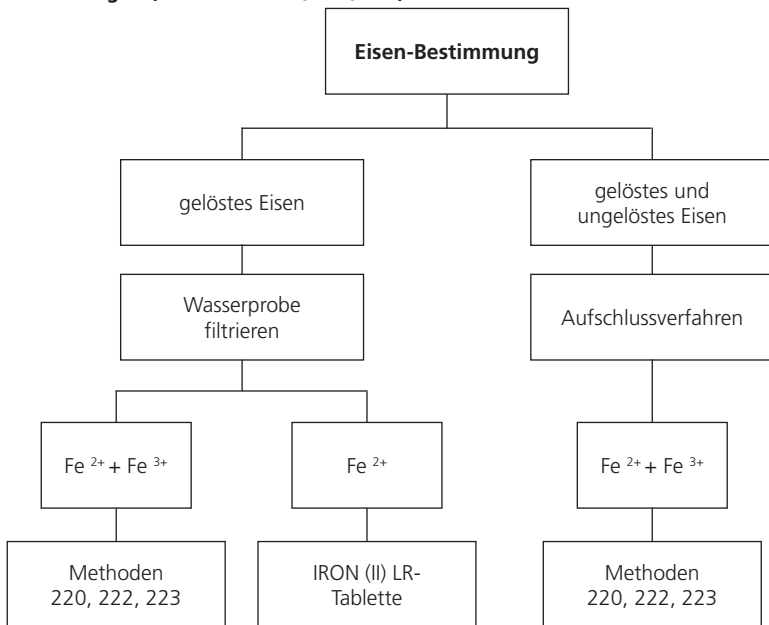 Eisen-Bestimmung
gelöstes Eisen
gelöstes und
ungelöstes Eisen
Wasserprobe
filtrieren
Aufschlussverfahren
Fe 2+ + Fe 3+
Fe 2+
Fe 2+ + Fe 3+
Methoden
220, 222, 223
IRON (II) LR-
Tablette
Methoden
220, 222, 223